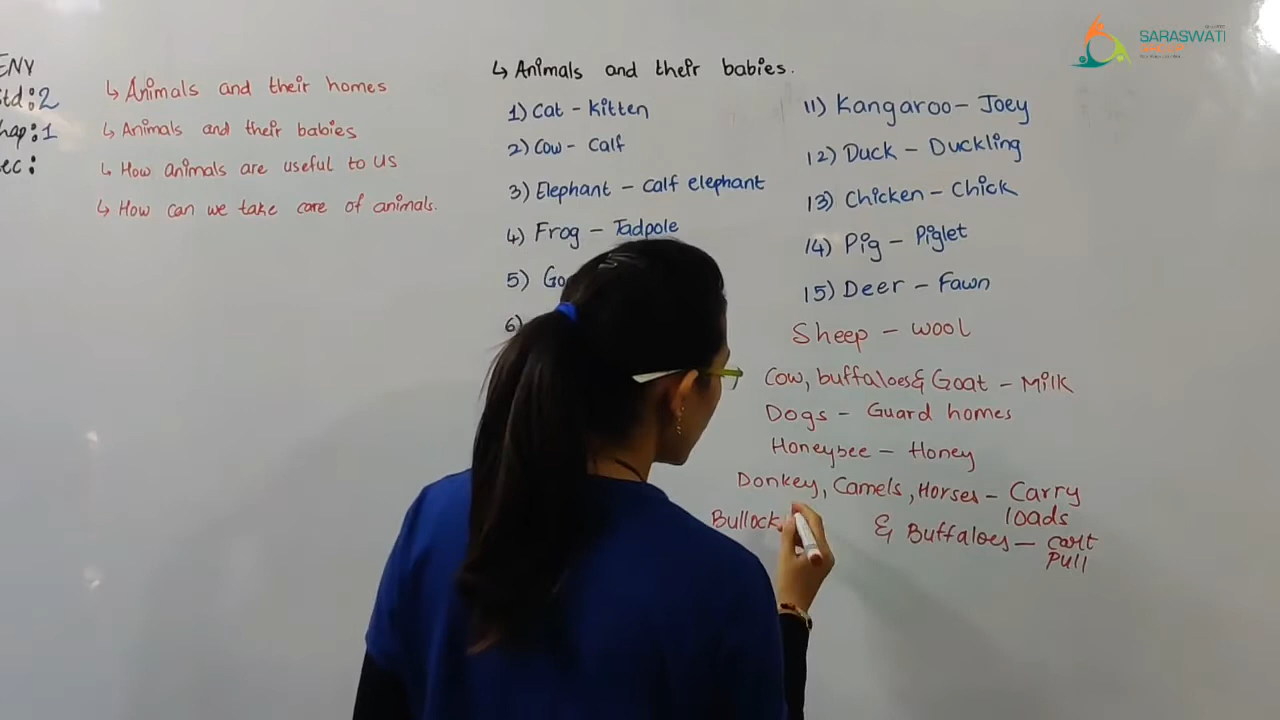 ENV
Std:2
hap:1
ec:
↳ Animals and their homes
↳ Animals and their babies
↳ How animals are useful to us
↳ How can we take care of animals.
↳ Animals and their babies.
1) Cat - Kitten
2) Cow - Calf
3) Elephant - Calf elephant
4) Frog - Tadpole
5) Go
6)
11) Kangaroo - Joey
12) Duck - Duckling
13) Chicken - Chick
14) Pig - Piglet
15) Deer - Fawn
Sheep - wool
Cow, buffaloes & Goat - Milk
Dogs - Guard homes
Honeybee - Honey
Donkey, Camels, Horses - Carry
loads
Bullock & Buffaloes - cart
pull
SARASWATI
GROUP